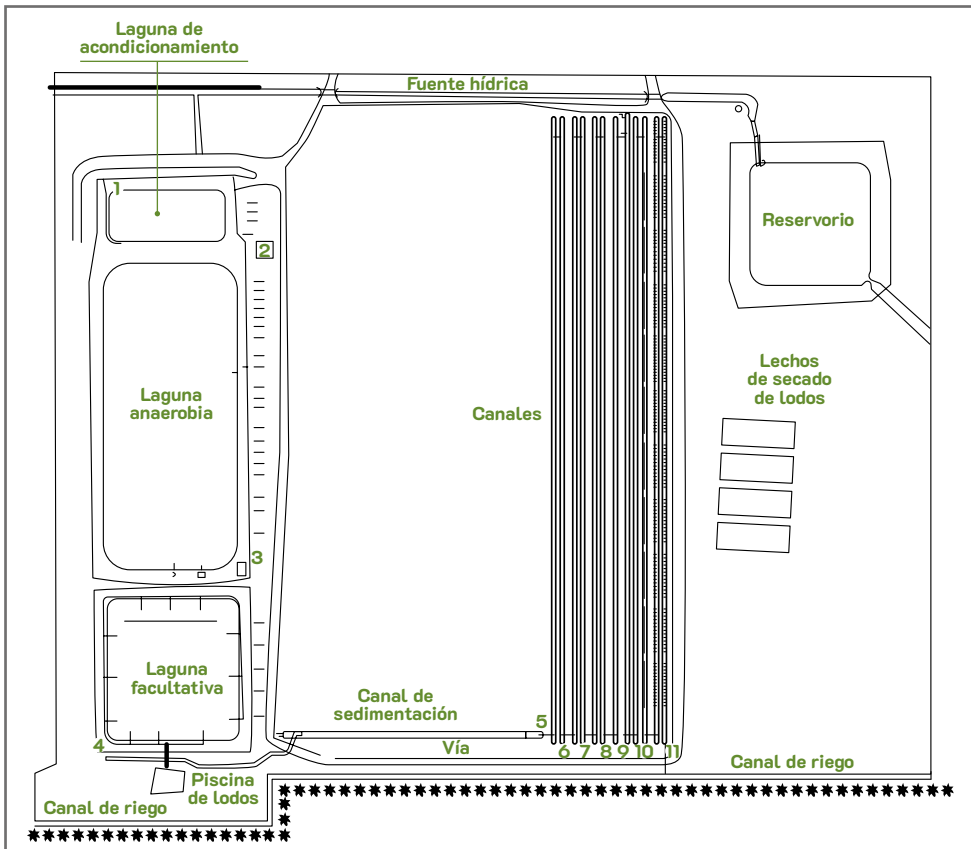 Laguna de
acondicionamiento
Fuente hídrica
1
2
Reservorio
Laguna
anaerobia
Canales
Lechos
de secado
de lodos
3
Laguna
facultativa
Canal de
sedimentación
4
5
Vía
6 7 8 9 10 11
Piscina
de lodos
Canal de riego
Canal de riego